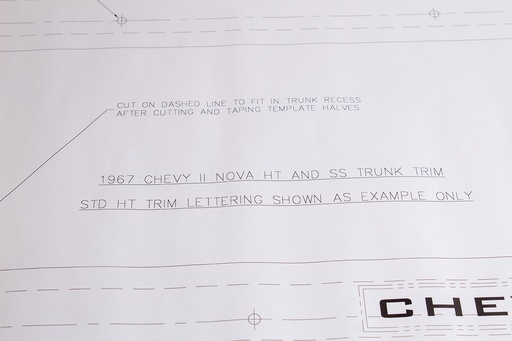 CUT ON DASHED LINE TO FIT IN TRUNK RECESS
AFTER CUTTING AND TAPING TEMPLATE HALVES
1967 CHEVY II NOVA HT AND SS TRUNK TRIM
STD HT TRIM LETTERING SHOWN AS EXAMPLE ONLY
CHE